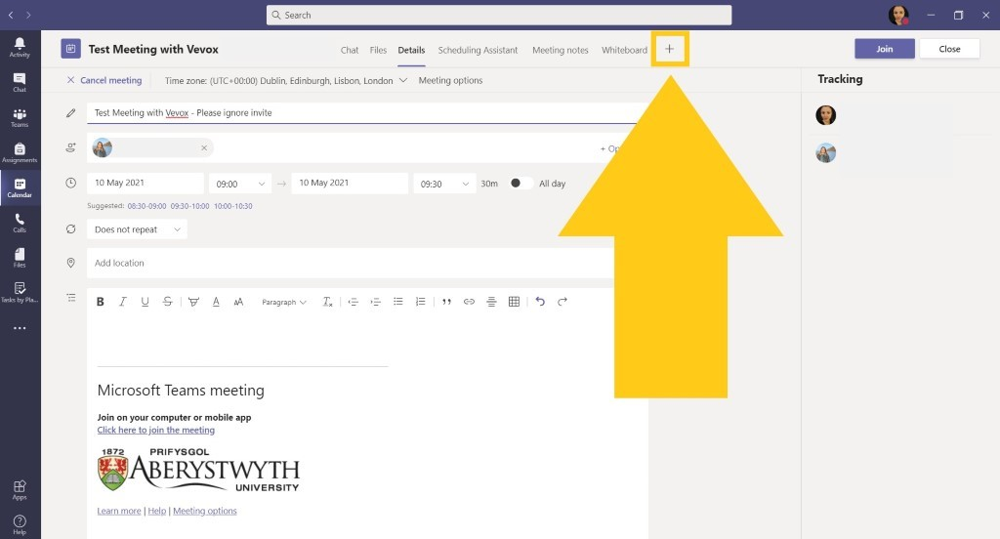 Search
Activity
Chat
Teams
Assignments
Calendar
Calls
Files
Tasks by Pla...
Apps
Help
Test Meeting with Vevox
Chat Files Details Scheduling Assistant Meeting notes Whiteboard +
Join Close
Cancel meeting Time zone: (UTC+00:00) Dublin, Edinburgh, Lisbon, London Meeting options
Tracking
Test Meeting with Vevox - Please ignore invite
10 May 2021 09:00 → 10 May 2021 09:30 30m All day
Suggested: 08:30-09:00 09:30-10:00 10:00-10:30
Does not repeat
Add location
B I U S A AA Paragraph Tx
Microsoft Teams meeting
Join on your computer or mobile app
Click here to join the meeting
1872 PRIFYSGOL
ABERYSTWYTH
UNIVERSITY
Learn more | Help | Meeting options